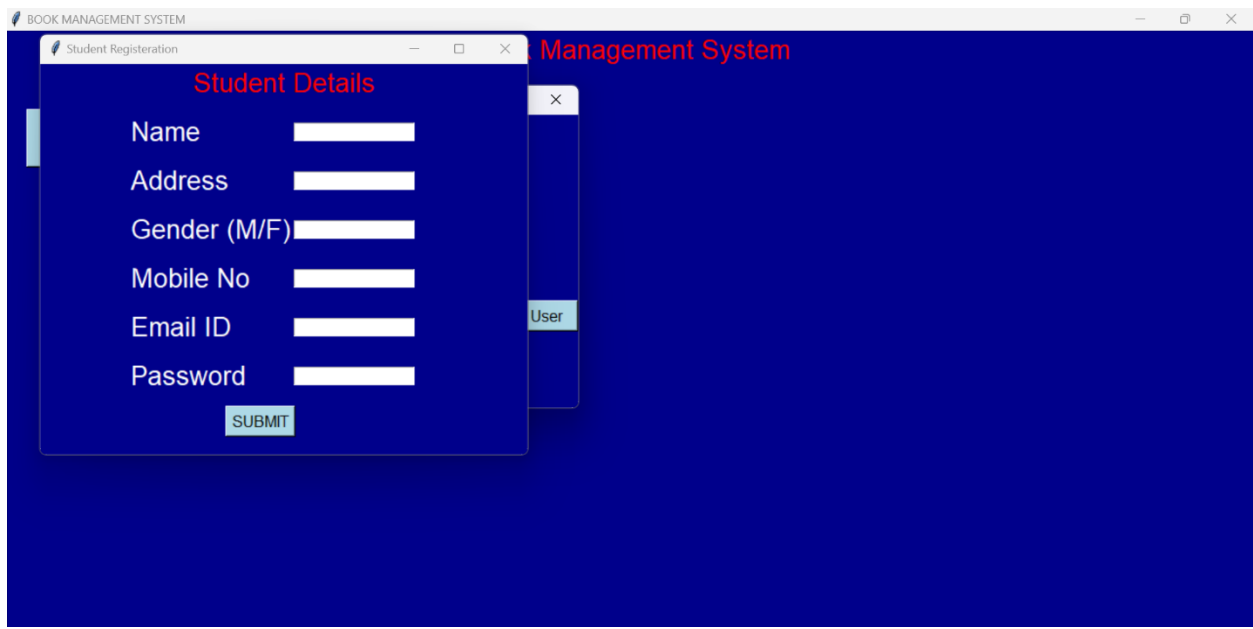 BOOK MANAGEMENT SYSTEM
Management System
Student Registeration
Student Details
Name
Address
Gender (M/F)
Mobile No
Email ID
Password
SUBMIT
User